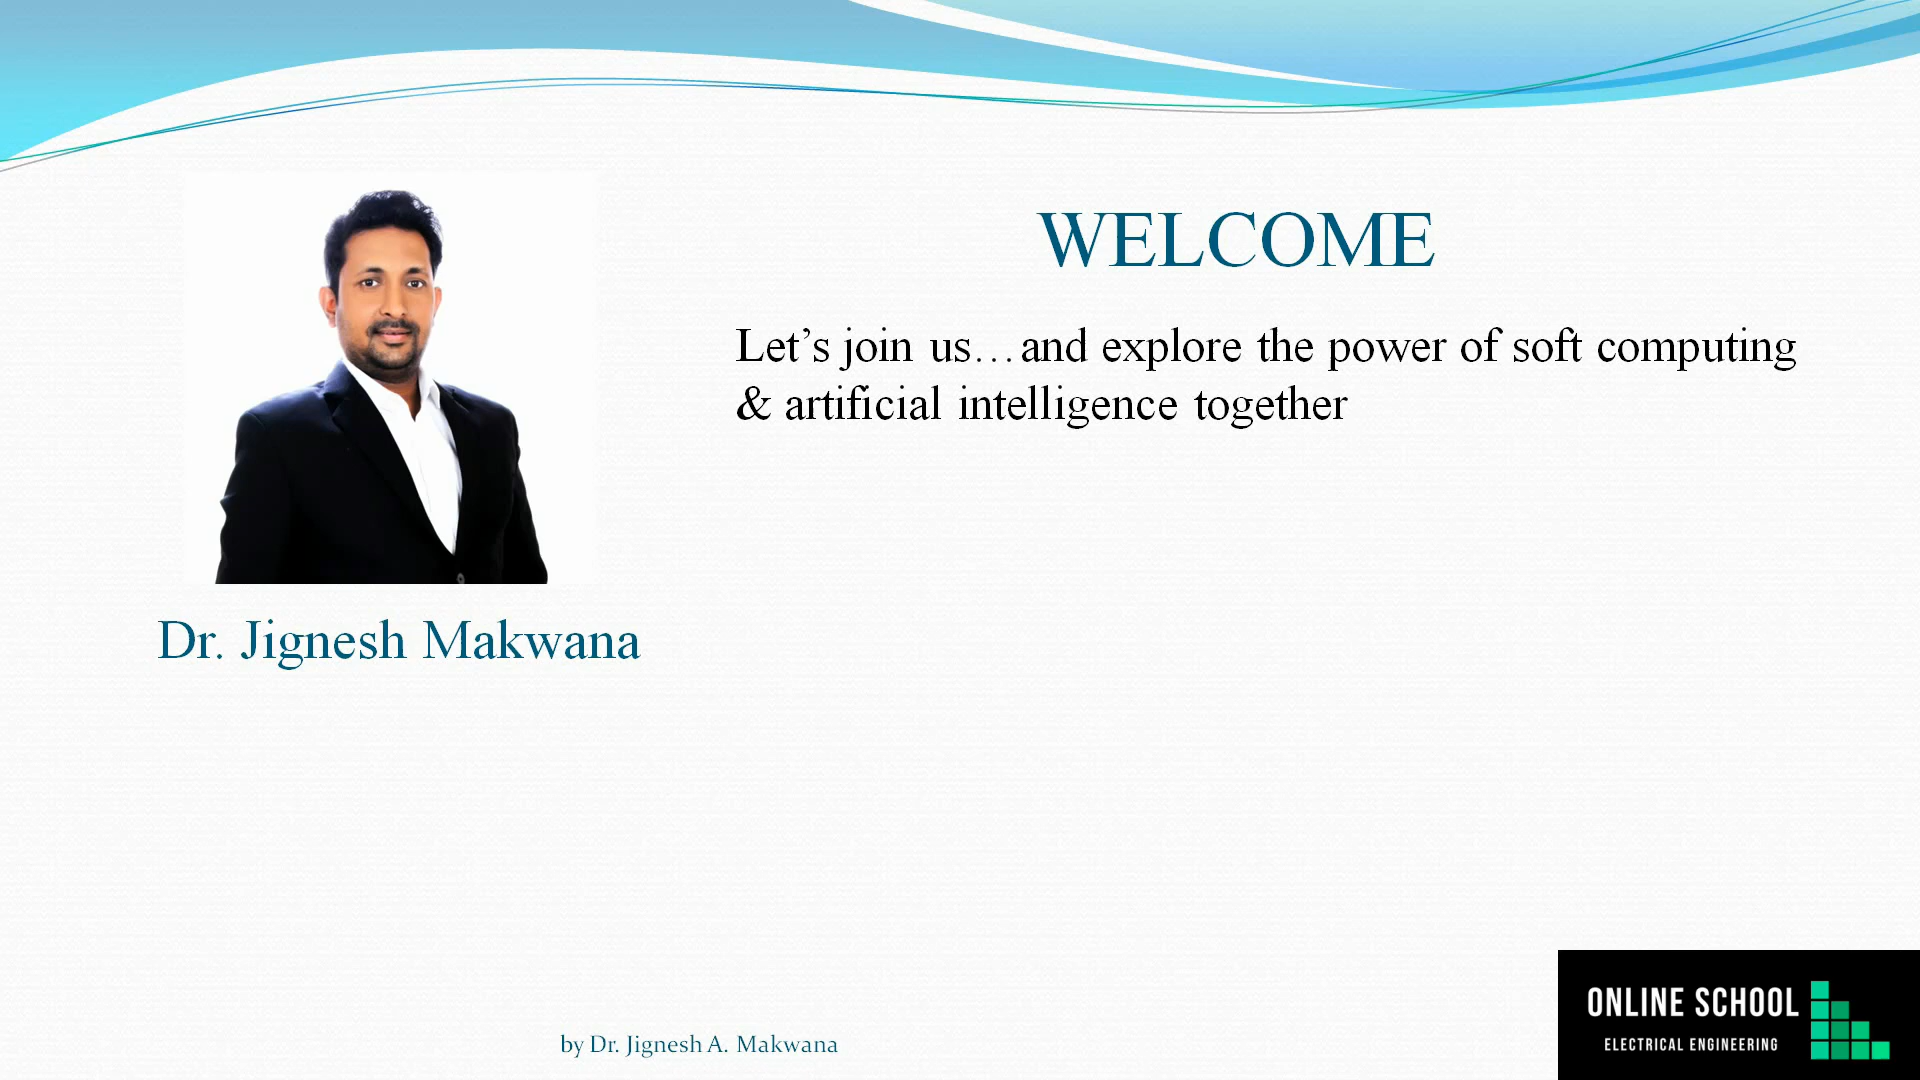 WELCOME
Let’s join us…and explore the power of soft computing
& artificial intelligence together
Dr. Jignesh Makwana
by Dr. Jignesh A. Makwana
ONLINE SCHOOL
ELECTRICAL ENGINEERING